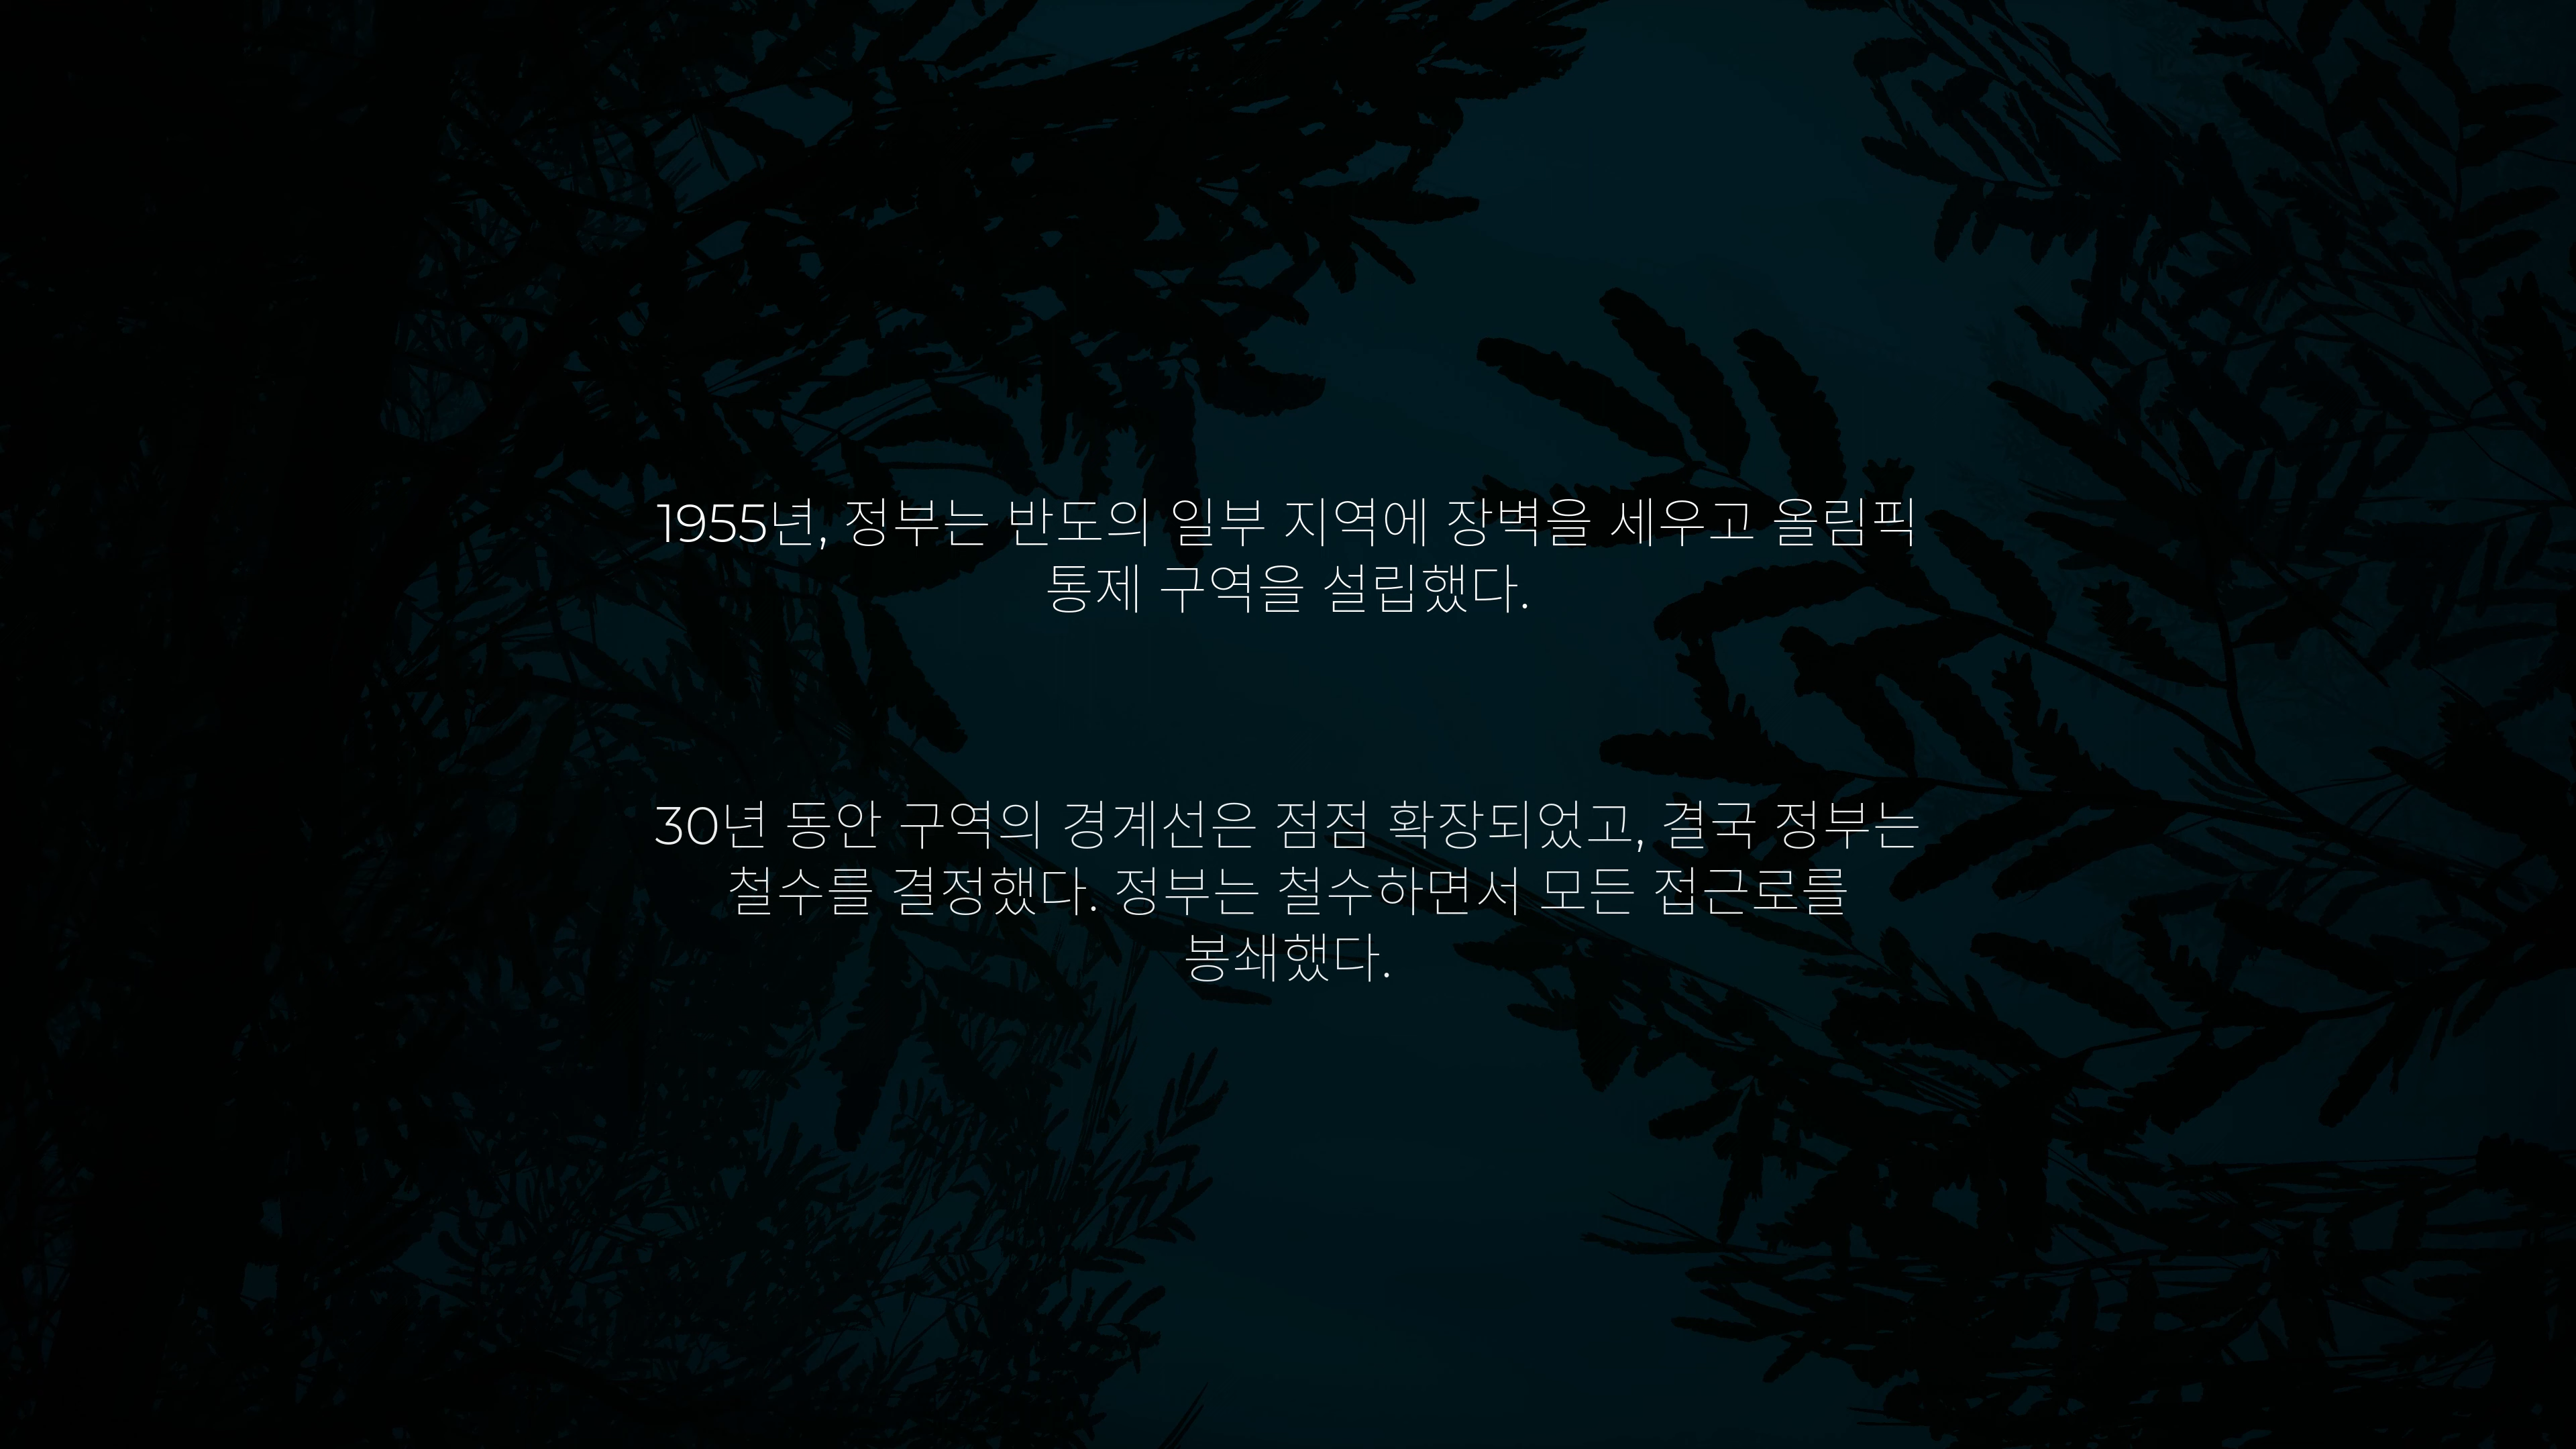 1955년, 정부는 반도의 일부 지역에 장벽을 세우고 올림픽
통제 구역을 설립했다.
30년 동안 구역의 경계선은 점점 확장되었고, 결국 정부는
철수를 결정했다. 정부는 철수하면서 모든 접근로를
봉쇄했다.